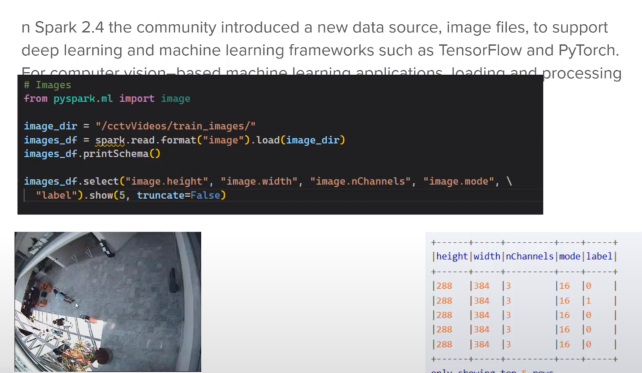 n Spark 2.4 the community introduced a new data source, image files, to support
deep learning and machine learning frameworks such as TensorFlow and PyTorch.
For computer vision–based machine learning applications, loading and processing
# Images
from pyspark.ml import image
image_dir = "/cctvVideos/train_images/"
images_df = spark.read.format("image").load(image_dir)
images_df.printSchema()
images_df.select("image.height", "image.width", "image.nChannels", "image.mode", \
"label").show(5, truncate=False)
+------+-----+---------+----+-----+
|height|width|nChannels|mode|label|
+------+-----+---------+----+-----+
|288 |384 |3 |16 |0 |
|288 |384 |3 |16 |1 |
|288 |384 |3 |16 |0 |
|288 |384 |3 |16 |0 |
|288 |384 |3 |16 |0 |
+------+-----+---------+----+-----+
only showing top 5 rows